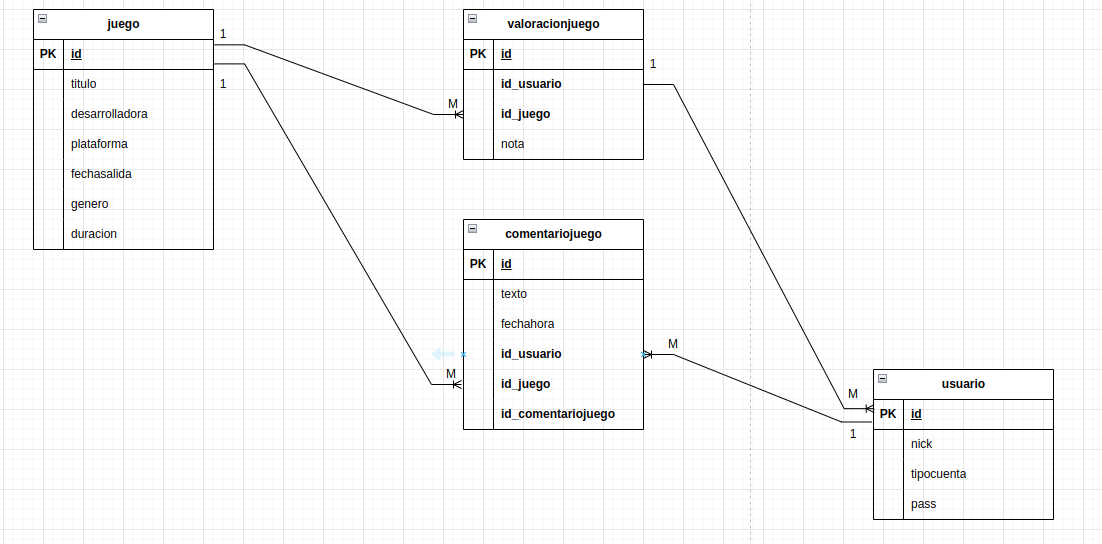 juego
PK id
titulo
desarrolladora
plataforma
fechasalida
genero
duracion
1
1
M
M
valoracionjuego
PK id
id_usuario
id_juego
nota
1
M
comentariojuego
PK id
texto
fechahora
id_usuario
id_juego
id_comentariojuego
M
1
usuario
PK id
nick
tipocuenta
pass